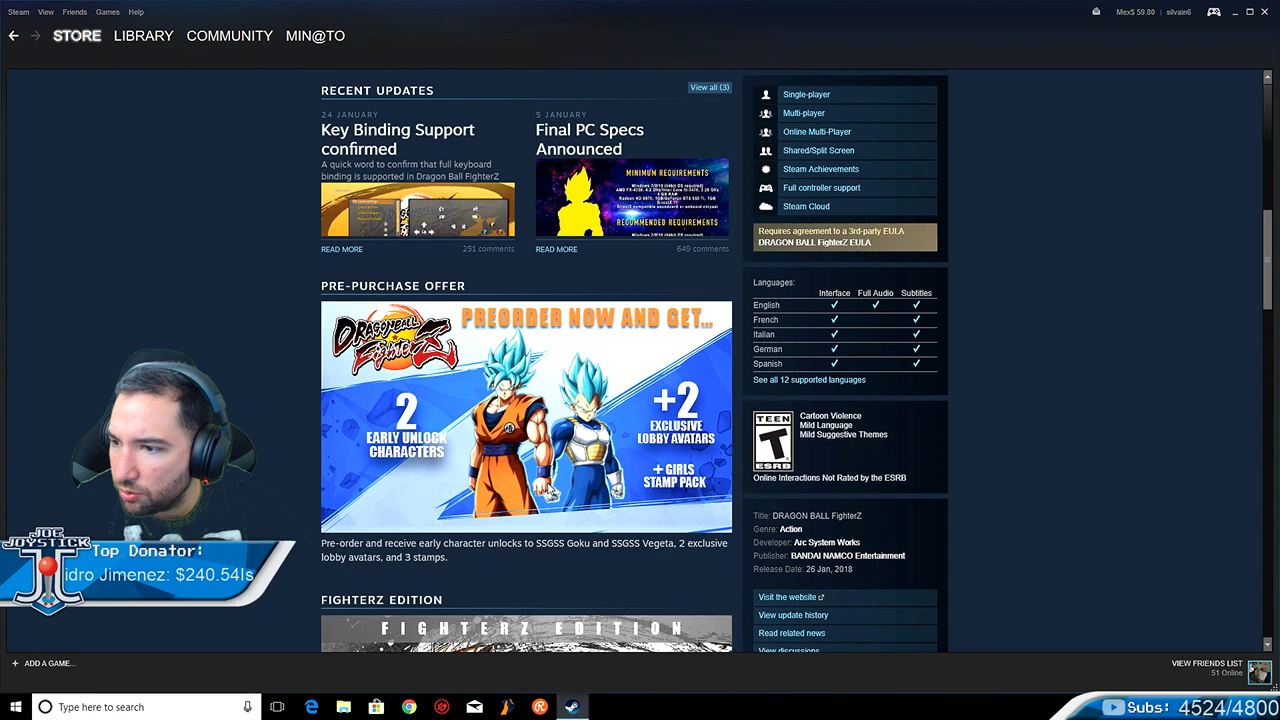 Steam View Friends Games Help
Mex$ 59.80 silvain6
STORE LIBRARY COMMUNITY MIN@TO
RECENT UPDATES
View all (3)
24 JANUARY
Key Binding Support
confirmed
A quick word to confirm that full keyboard
binding is supported in Dragon Ball FighterZ
READ MORE 251 comments
5 JANUARY
Final PC Specs
Announced
MINIMUM REQUIREMENTS
RECOMMENDED REQUIREMENTS
READ MORE 649 comments
PRE-PURCHASE OFFER
DRAGONBALL
FIGHTERZ
PREORDER NOW AND GET...
2
EARLY UNLOCK
CHARACTERS
+2
EXCLUSIVE
LOBBY AVATARS
+ GIRLS
STAMP PACK
Pre-order and receive early character unlocks to SSGSS Goku and SSGSS Vegeta, 2 exclusive
lobby avatars, and 3 stamps.
FIGHTERZ EDITION
FIGHTERZ EDITION
Single-player
Multi-player
Online Multi-Player
Shared/Split Screen
Steam Achievements
Full controller support
Steam Cloud
Requires agreement to a 3rd-party EULA
DRAGON BALL FighterZ EULA
Languages:
Interface Full Audio Subtitles
English
French
Italian
German
Spanish
See all 12 supported languages
TEEN
T
ESRB
Cartoon Violence
Mild Language
Mild Suggestive Themes
Online Interactions Not Rated by the ESRB
Title: DRAGON BALL FighterZ
Genre: Action
Developer: Arc System Works
Publisher: BANDAI NAMCO Entertainment
Release Date: 26 Jan, 2018
Visit the website
View update history
Read related news
View discussions
JOE
JOYSTICK
Top Donator:
idro Jimenez: $240.54Is
+ ADD A GAME...
VIEW FRIENDS LIST
51 Online
Type here to search
Subs: 4524/4800